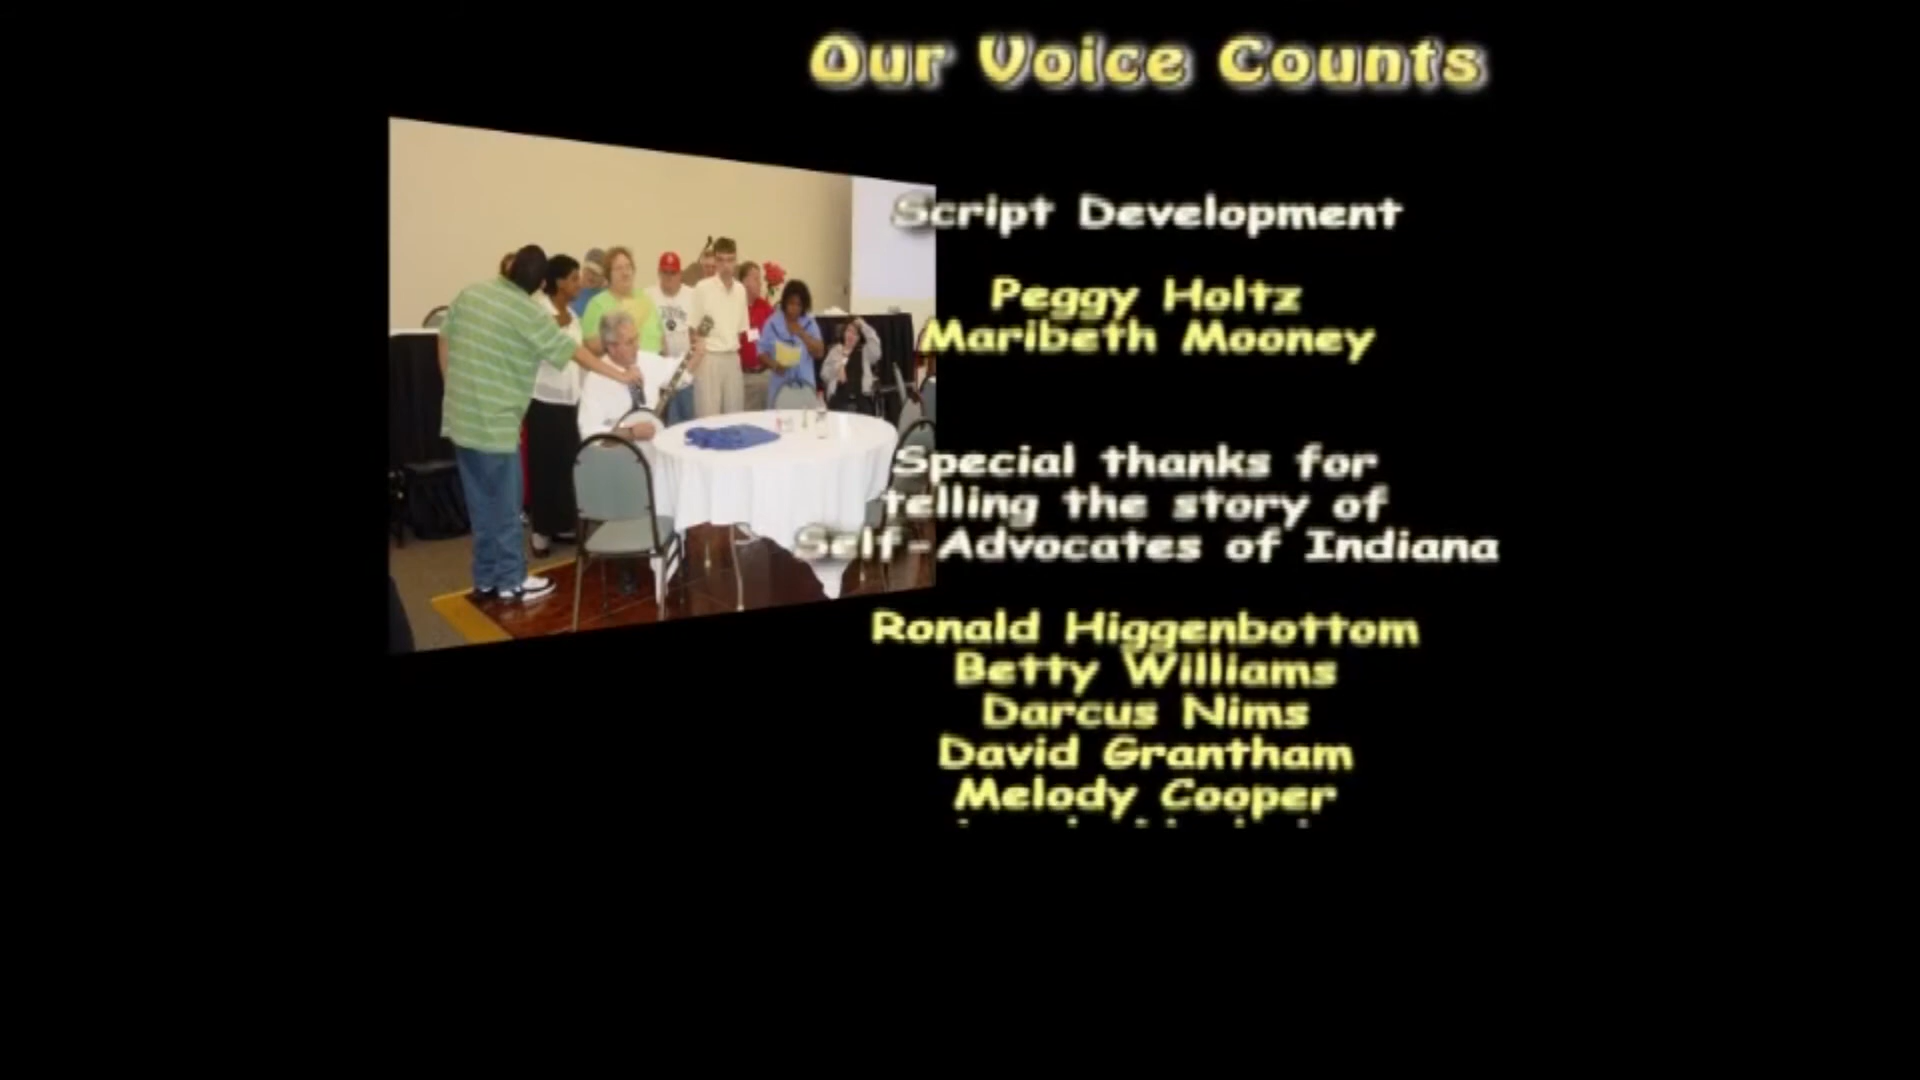 Our Voice Counts
Script Development
Peggy Holtz
Maribeth Mooney
Special thanks for
telling the story of
Self-Advocates of Indiana
Ronald Higgenbottom
Betty Williams
Darcus Nims
David Grantham
Melody Cooper